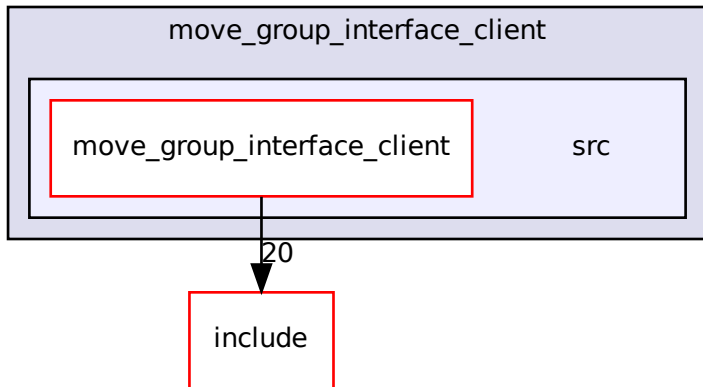 move_group_interface_client
move_group_interface_client
src
20
include